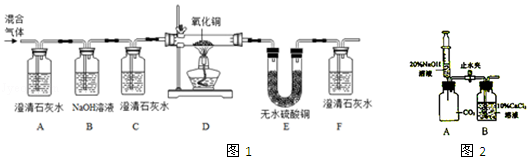 混合
气体
氧化铜
澄清石灰水
NaOH溶液
澄清石灰水
无水硫酸铜
澄清石灰水
A
B
C
D
E
F
图1
20%NaOH
溶液
止水夹
CO₂
10%CaCl₂
溶液
A
B
图2